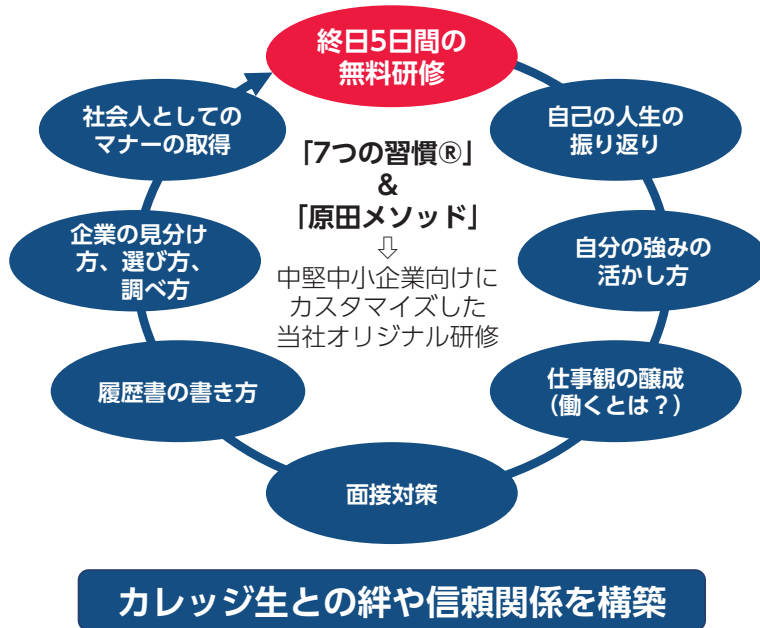 終日5日間の
無料研修
自己の人生の
振り返り
自分の強みの
活かし方
仕事観の醸成
（働くとは？）
面接対策
履歴書の書き方
企業の見分け
方、選び方、
調べ方
社会人としての
マナーの取得
「7つの習慣®」
&
「原田メソッド」
⇩
中堅中小企業向けに
カスタマイズした
当社オリジナル研修
カレッジ生との絆や信頼関係を構築